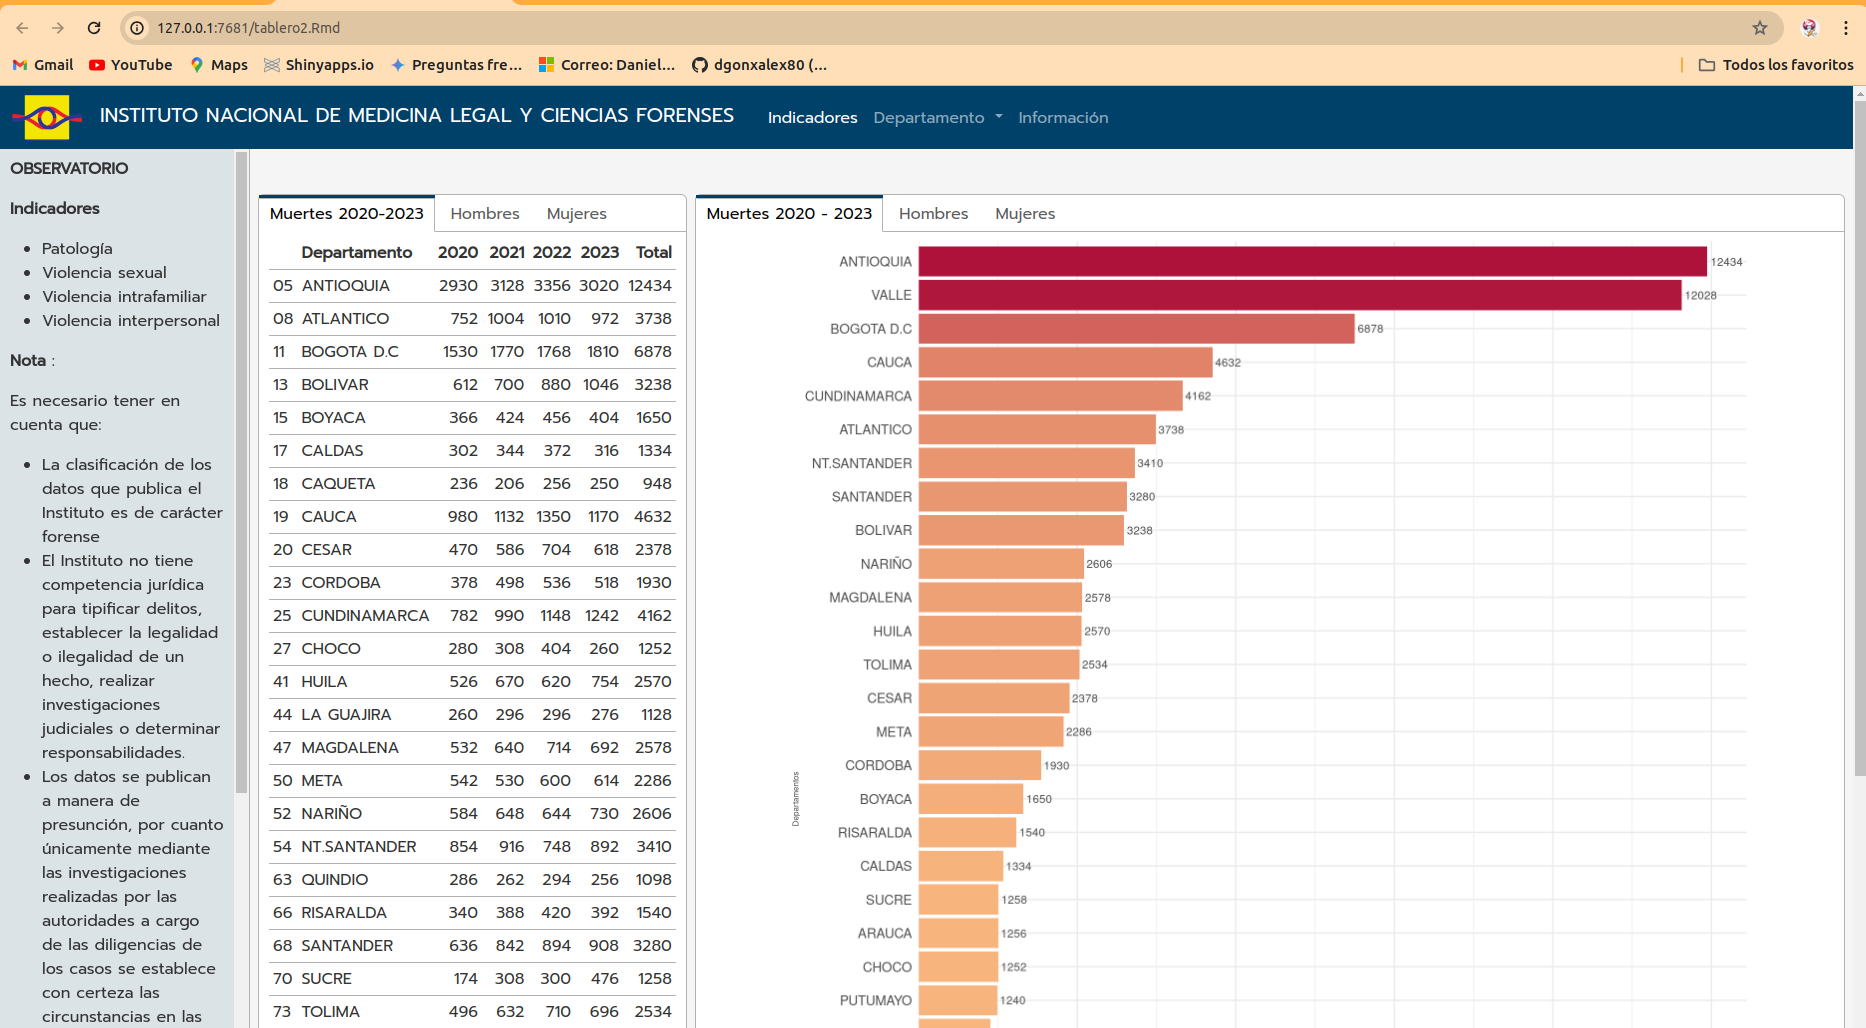 127.0.0.1:7681/tablero2.Rmd
Gmail YouTube Maps Shinyapps.io Preguntas fre... Correo: Daniel... dgonxalex80 (... Todos los favoritos
INSTITUTO NACIONAL DE MEDICINA LEGAL Y CIENCIAS FORENSES Indicadores Departamento Información
OBSERVATORIO
Indicadores
Patología
Violencia sexual
Violencia intrafamiliar
Violencia interpersonal
Nota :
Es necesario tener en
cuenta que:
La clasificación de los
datos que publica el
Instituto es de carácter
forense
El Instituto no tiene
competencia jurídica
para tipificar delitos,
establecer la legalidad
o ilegalidad de un
hecho, realizar
investigaciones
judiciales o determinar
responsabilidades.
Los datos se publican
a manera de
presunción, por cuanto
únicamente mediante
las investigaciones
realizadas por las
autoridades a cargo
de las diligencias de
los casos se establece
con certeza las
circunstancias en las
Muertes 2020-2023 Hombres Mujeres
Departamento 2020 2021 2022 2023 Total
05 ANTIOQUIA 2930 3128 3356 3020 12434
08 ATLANTICO 752 1004 1010 972 3738
11 BOGOTA D.C 1530 1770 1768 1810 6878
13 BOLIVAR 612 700 880 1046 3238
15 BOYACA 366 424 456 404 1650
17 CALDAS 302 344 372 316 1334
18 CAQUETA 236 206 256 250 948
19 CAUCA 980 1132 1350 1170 4632
20 CESAR 470 586 704 618 2378
23 CORDOBA 378 498 536 518 1930
25 CUNDINAMARCA 782 990 1148 1242 4162
27 CHOCO 280 308 404 260 1252
41 HUILA 526 670 620 754 2570
44 LA GUAJIRA 260 296 296 276 1128
47 MAGDALENA 532 640 714 692 2578
50 META 542 530 600 614 2286
52 NARIÑO 584 648 644 730 2606
54 NT.SANTANDER 854 916 748 892 3410
63 QUINDIO 286 262 294 256 1098
66 RISARALDA 340 388 420 392 1540
68 SANTANDER 636 842 894 908 3280
70 SUCRE 174 308 300 476 1258
73 TOLIMA 496 632 710 696 2534
Muertes 2020 - 2023 Hombres Mujeres
Departamentos
ANTIOQUIA 12434
VALLE 12028
BOGOTA D.C 6878
CAUCA 4632
CUNDINAMARCA 4162
ATLANTICO 3738
NT.SANTANDER 3410
SANTANDER 3280
BOLIVAR 3238
NARIÑO 2606
MAGDALENA 2578
HUILA 2570
TOLIMA 2534
CESAR 2378
META 2286
CORDOBA 1930
BOYACA 1650
RISARALDA 1540
CALDAS 1334
SUCRE 1258
ARAUCA 1256
CHOCO 1252
PUTUMAYO 1240